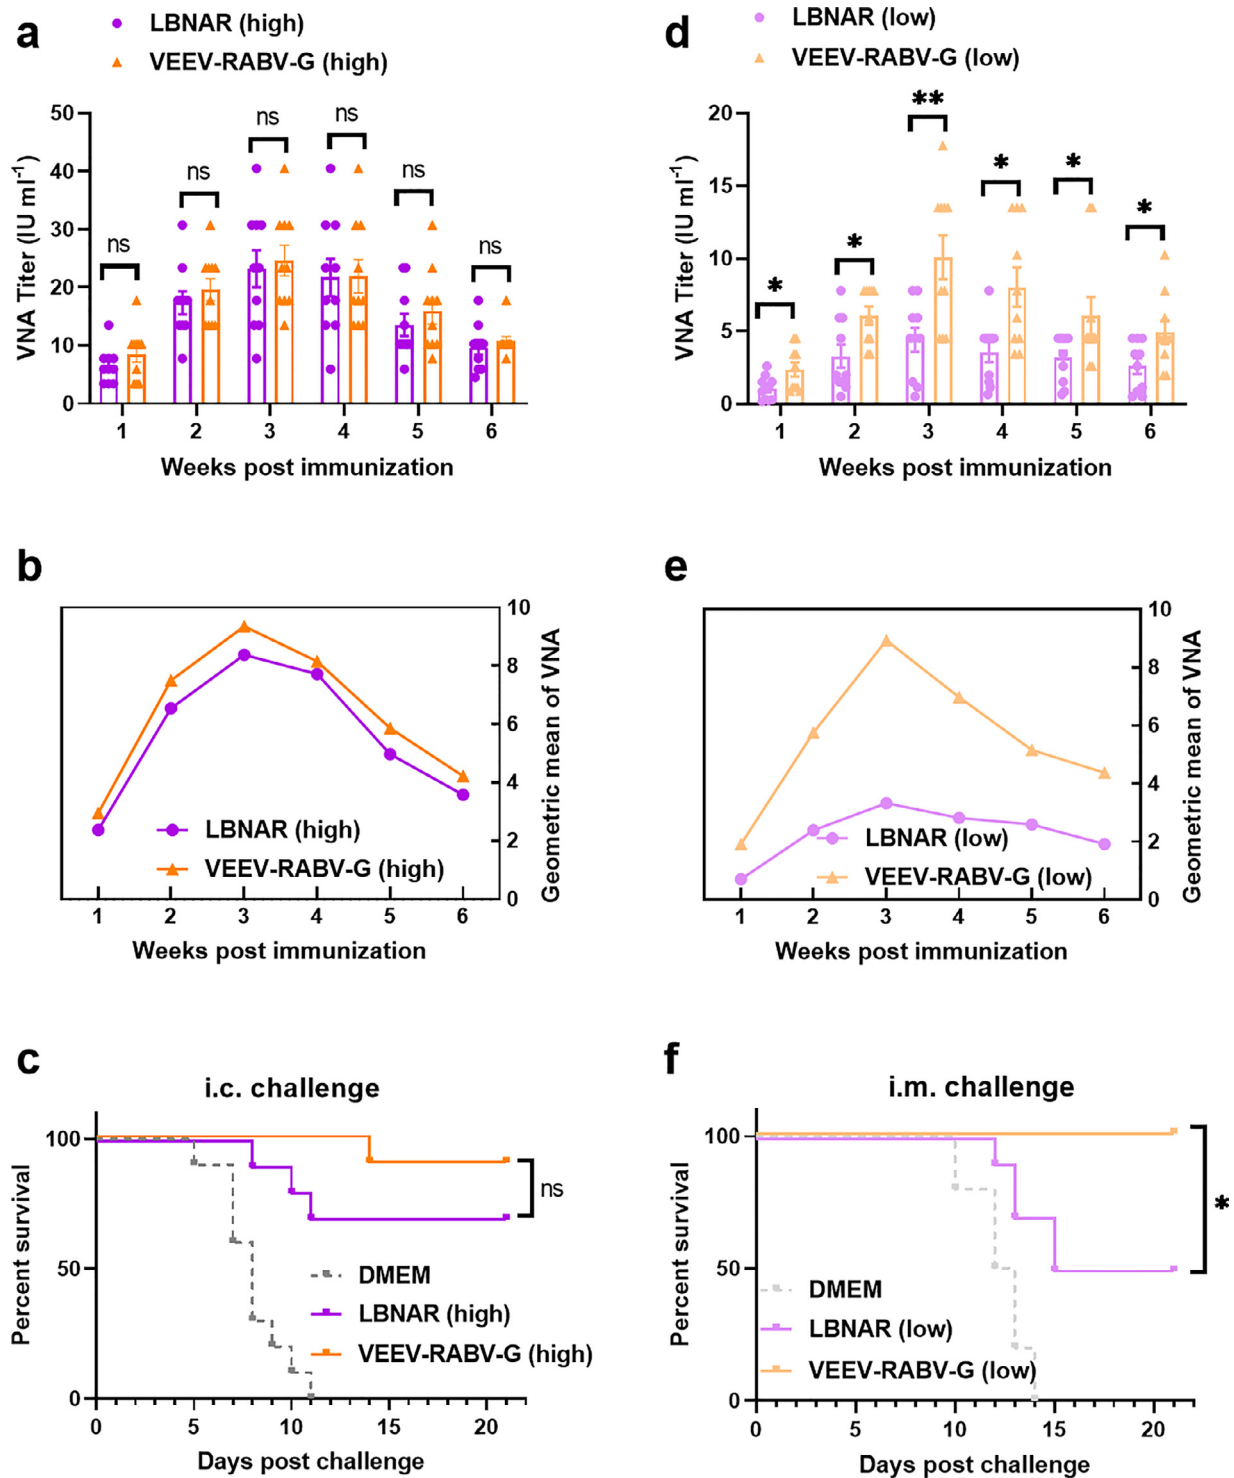 a
LBNAR (high)
VEEV-RABV-G (high)
VNA Titer (IU ml-1)
50
40
30
20
10
0
ns
ns
ns
ns
ns
ns
1 2 3 4 5 6
Weeks post immunization
d
LBNAR (low)
VEEV-RABV-G (low)
VNA Titer (IU ml-1)
20
15
10
5
0
*
*
**
*
*
*
1 2 3 4 5 6
Weeks post immunization
b
10
8
6
4
2
0
Geometric mean of VNA
LBNAR (high)
VEEV-RABV-G (high)
1 2 3 4 5 6
Weeks post immunization
e
10
8
6
4
2
0
Geometric mean of VNA
LBNAR (low)
VEEV-RABV-G (low)
1 2 3 4 5 6
Weeks post immunization
c
i.c. challenge
Percent survival
100
50
0
ns
DMEM
LBNAR (high)
VEEV-RABV-G (high)
0 5 10 15 20
Days post challenge
f
i.m. challenge
Percent survival
100
50
0
*
DMEM
LBNAR (low)
VEEV-RABV-G (low)
0 5 10 15 20
Days post challenge